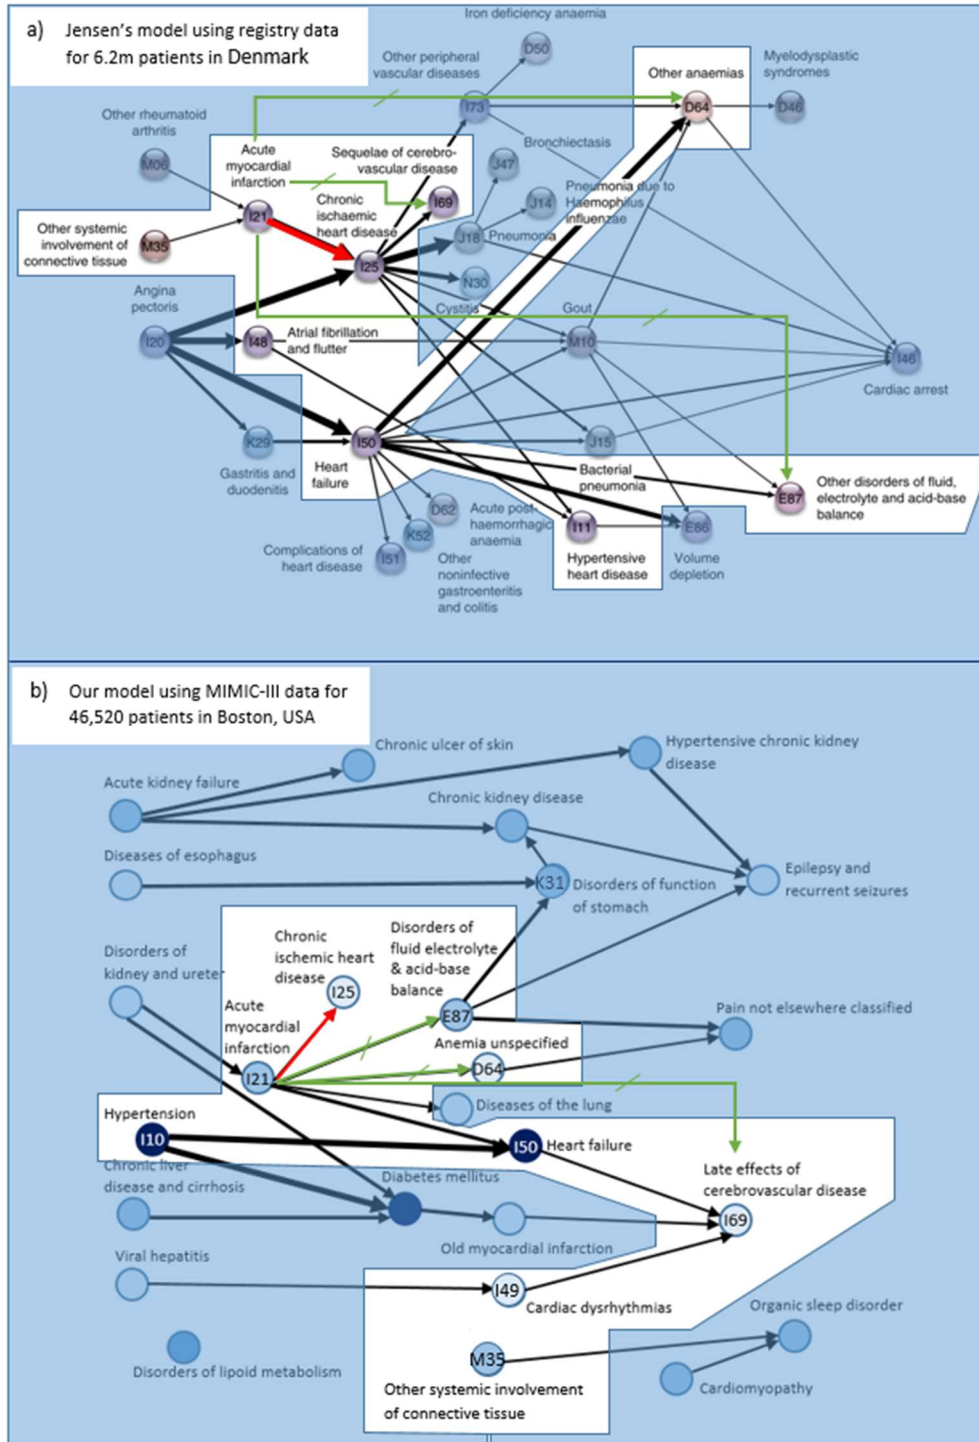 a) Jensen's model using registry data
for 6.2m patients in Denmark
Iron deficiency anaemia
D50
Other peripheral
vascular diseases
I73
Other anaemias
D64
Myelodysplastic
syndromes
D46
Other rheumatoid
arthritis
M06
Acute
myocardial
infarction
I21
Sequelae of cerebro-
vascular disease
I69
Bronchiectasis
J47
J14
Pneumonia due to
Haemophilus
influenzae
Chronic
ischaemic
heart disease
I25
J18
Pneumonia
Other systemic
involvement of
connective tissue
M35
N30
Cystitis
Angina
pectoris
I20
I48
Atrial fibrillation
and flutter
Gout
M10
I46
Cardiac arrest
K29
Gastritis and
duodenitis
I50
Heart
failure
J15
Bacterial
pneumonia
E87
Other disorders of fluid,
electrolyte and acid-base
balance
D62
Acute post-
haemorrhagic
anaemia
K52
Other
noninfective
gastroenteritis
and colitis
I51
Complications of
heart disease
I11
Hypertensive
heart disease
E86
Volume
depletion
b) Our model using MIMIC-III data for
46,520 patients in Boston, USA
Chronic ulcer of skin
Hypertensive chronic kidney
disease
Acute kidney failure
Chronic kidney disease
Diseases of esophagus
K31
Disorders of function
of stomach
Epilepsy and
recurrent seizures
Disorders of
kidney and ureter
Chronic
ischemic heart
disease
I25
Disorders of
fluid electrolyte
& acid-base
balance
E87
Pain not elsewhere classified
Acute
myocardial
infarction
I21
Anemia unspecified
D64
Diseases of the lung
Hypertension
I10
I50
Heart failure
Chronic liver
disease and cirrhosis
Diabetes mellitus
Late effects of
cerebrovascular disease
I69
Old myocardial infarction
Viral hepatitis
I49
Cardiac dysrhythmias
Organic sleep disorder
Disorders of lipoid metabolism
M35
Other systemic involvement
of connective tissue
Cardiomyopathy